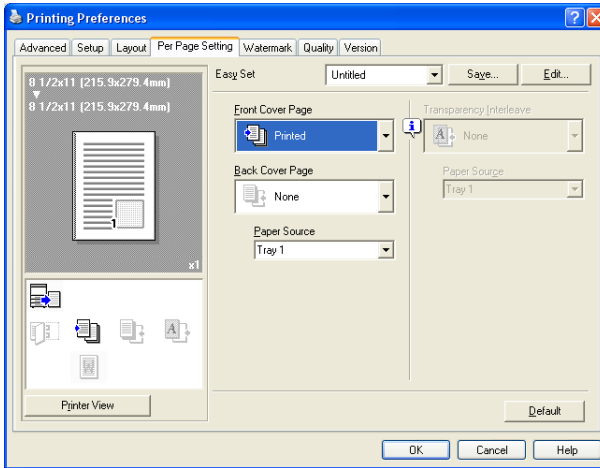 Printing Preferences
Advanced Setup Layout Per Page Setting Watermark Quality Version
8 1/2x11 (215.9x279.4mm)
8 1/2x11 (215.9x279.4mm)
1
x1
Printer View
Easy Set Untitled Save... Edit...
Front Cover Page
Printed
Back Cover Page
None
Paper Source
Tray 1
Transparency Interleave
A None
Paper Source
Tray 1
Default
OK Cancel Help